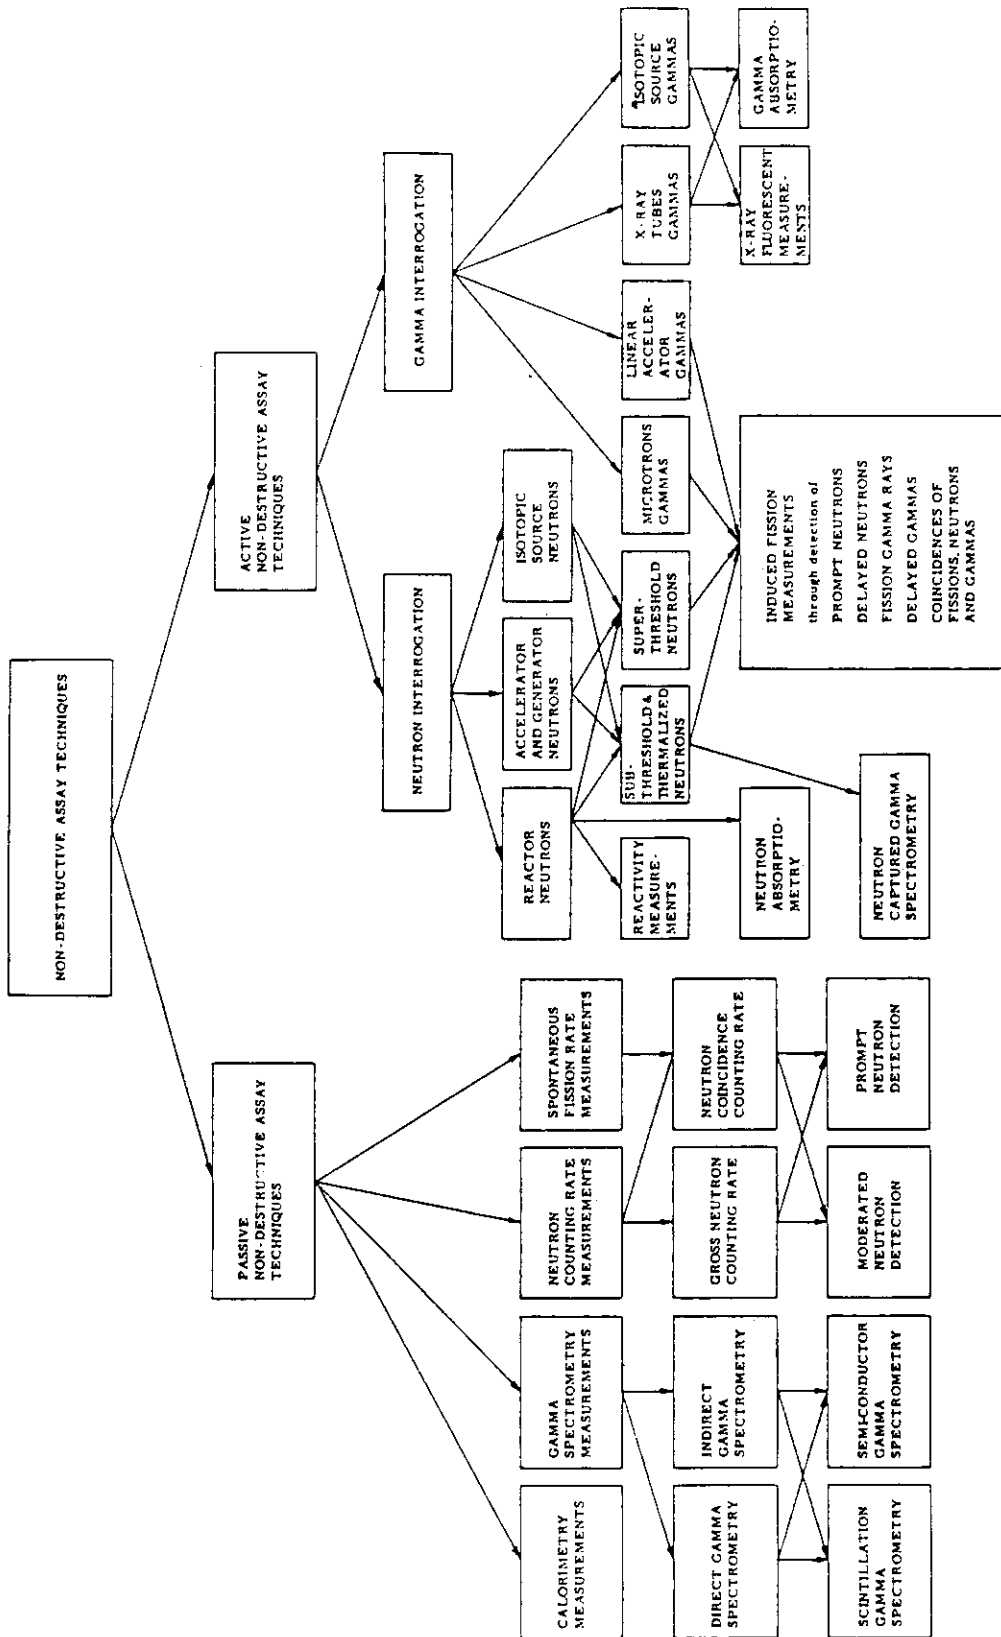 NON-DESTRUCTIVE ASSAY TECHNIQUES
PASSIVE
NON-DESTRUCTIVE ASSAY
TECHNIQUES
ACTIVE
NON-DESTRUCTIVE ASSAY
TECHNIQUES
NEUTRON INTERROGATION
GAMMA INTERROGATION
CALORIMETRY
MEASUREMENTS
GAMMA
SPECTROMETRY
MEASUREMENTS
NEUTRON
COUNTING RATE
MEASUREMENTS
SPONTANEOUS
FISSION RATE
MEASUREMENTS
REACTOR
NEUTRONS
ACCELERATOR
AND GENERATOR
NEUTRONS
ISOTOPIC
SOURCE
NEUTRONS
REACTIVITY
MEASURE-
MENTS
SUB-
THRESHOLD &
THERMALIZED
NEUTRONS
SUPER-
THRESHOLD
NEUTRONS
MICROTRONS
GAMMAS
LINEAR
ACCELER-
ATOR
GAMMAS
X-RAY
TUBES
GAMMAS
ISOTOPIC
SOURCE
GAMMAS
DIRECT GAMMA
SPECTROMETRY
INDIRECT
GAMMA
SPECTROMETRY
GROSS NEUTRON
COUNTING RATE
NEUTRON
COINCIDENCE
COUNTING RATE
NEUTRON
ABSORPTIO-
METRY
INDUCED FISSION
MEASUREMENTS
through detection of
PROMPT NEUTRONS
DELAYED NEUTRONS
FISSION GAMMA RAYS
DELAYED GAMMAS
COINCIDENCES OF
FISSIONS, NEUTRONS
AND GAMMAS
X-RAY
FLUORESCENT
MEASURE-
MENTS
GAMMA
ABSORPTIO-
METRY
SCINTILLATION
GAMMA
SPECTROMETRY
SEMI-CONDUCTOR
GAMMA
SPECTROMETRY
MODERATED
NEUTRON
DETECTION
PROMPT
NEUTRON
DETECTION
NEUTRON
CAPTURED GAMMA
SPECTROMETRY